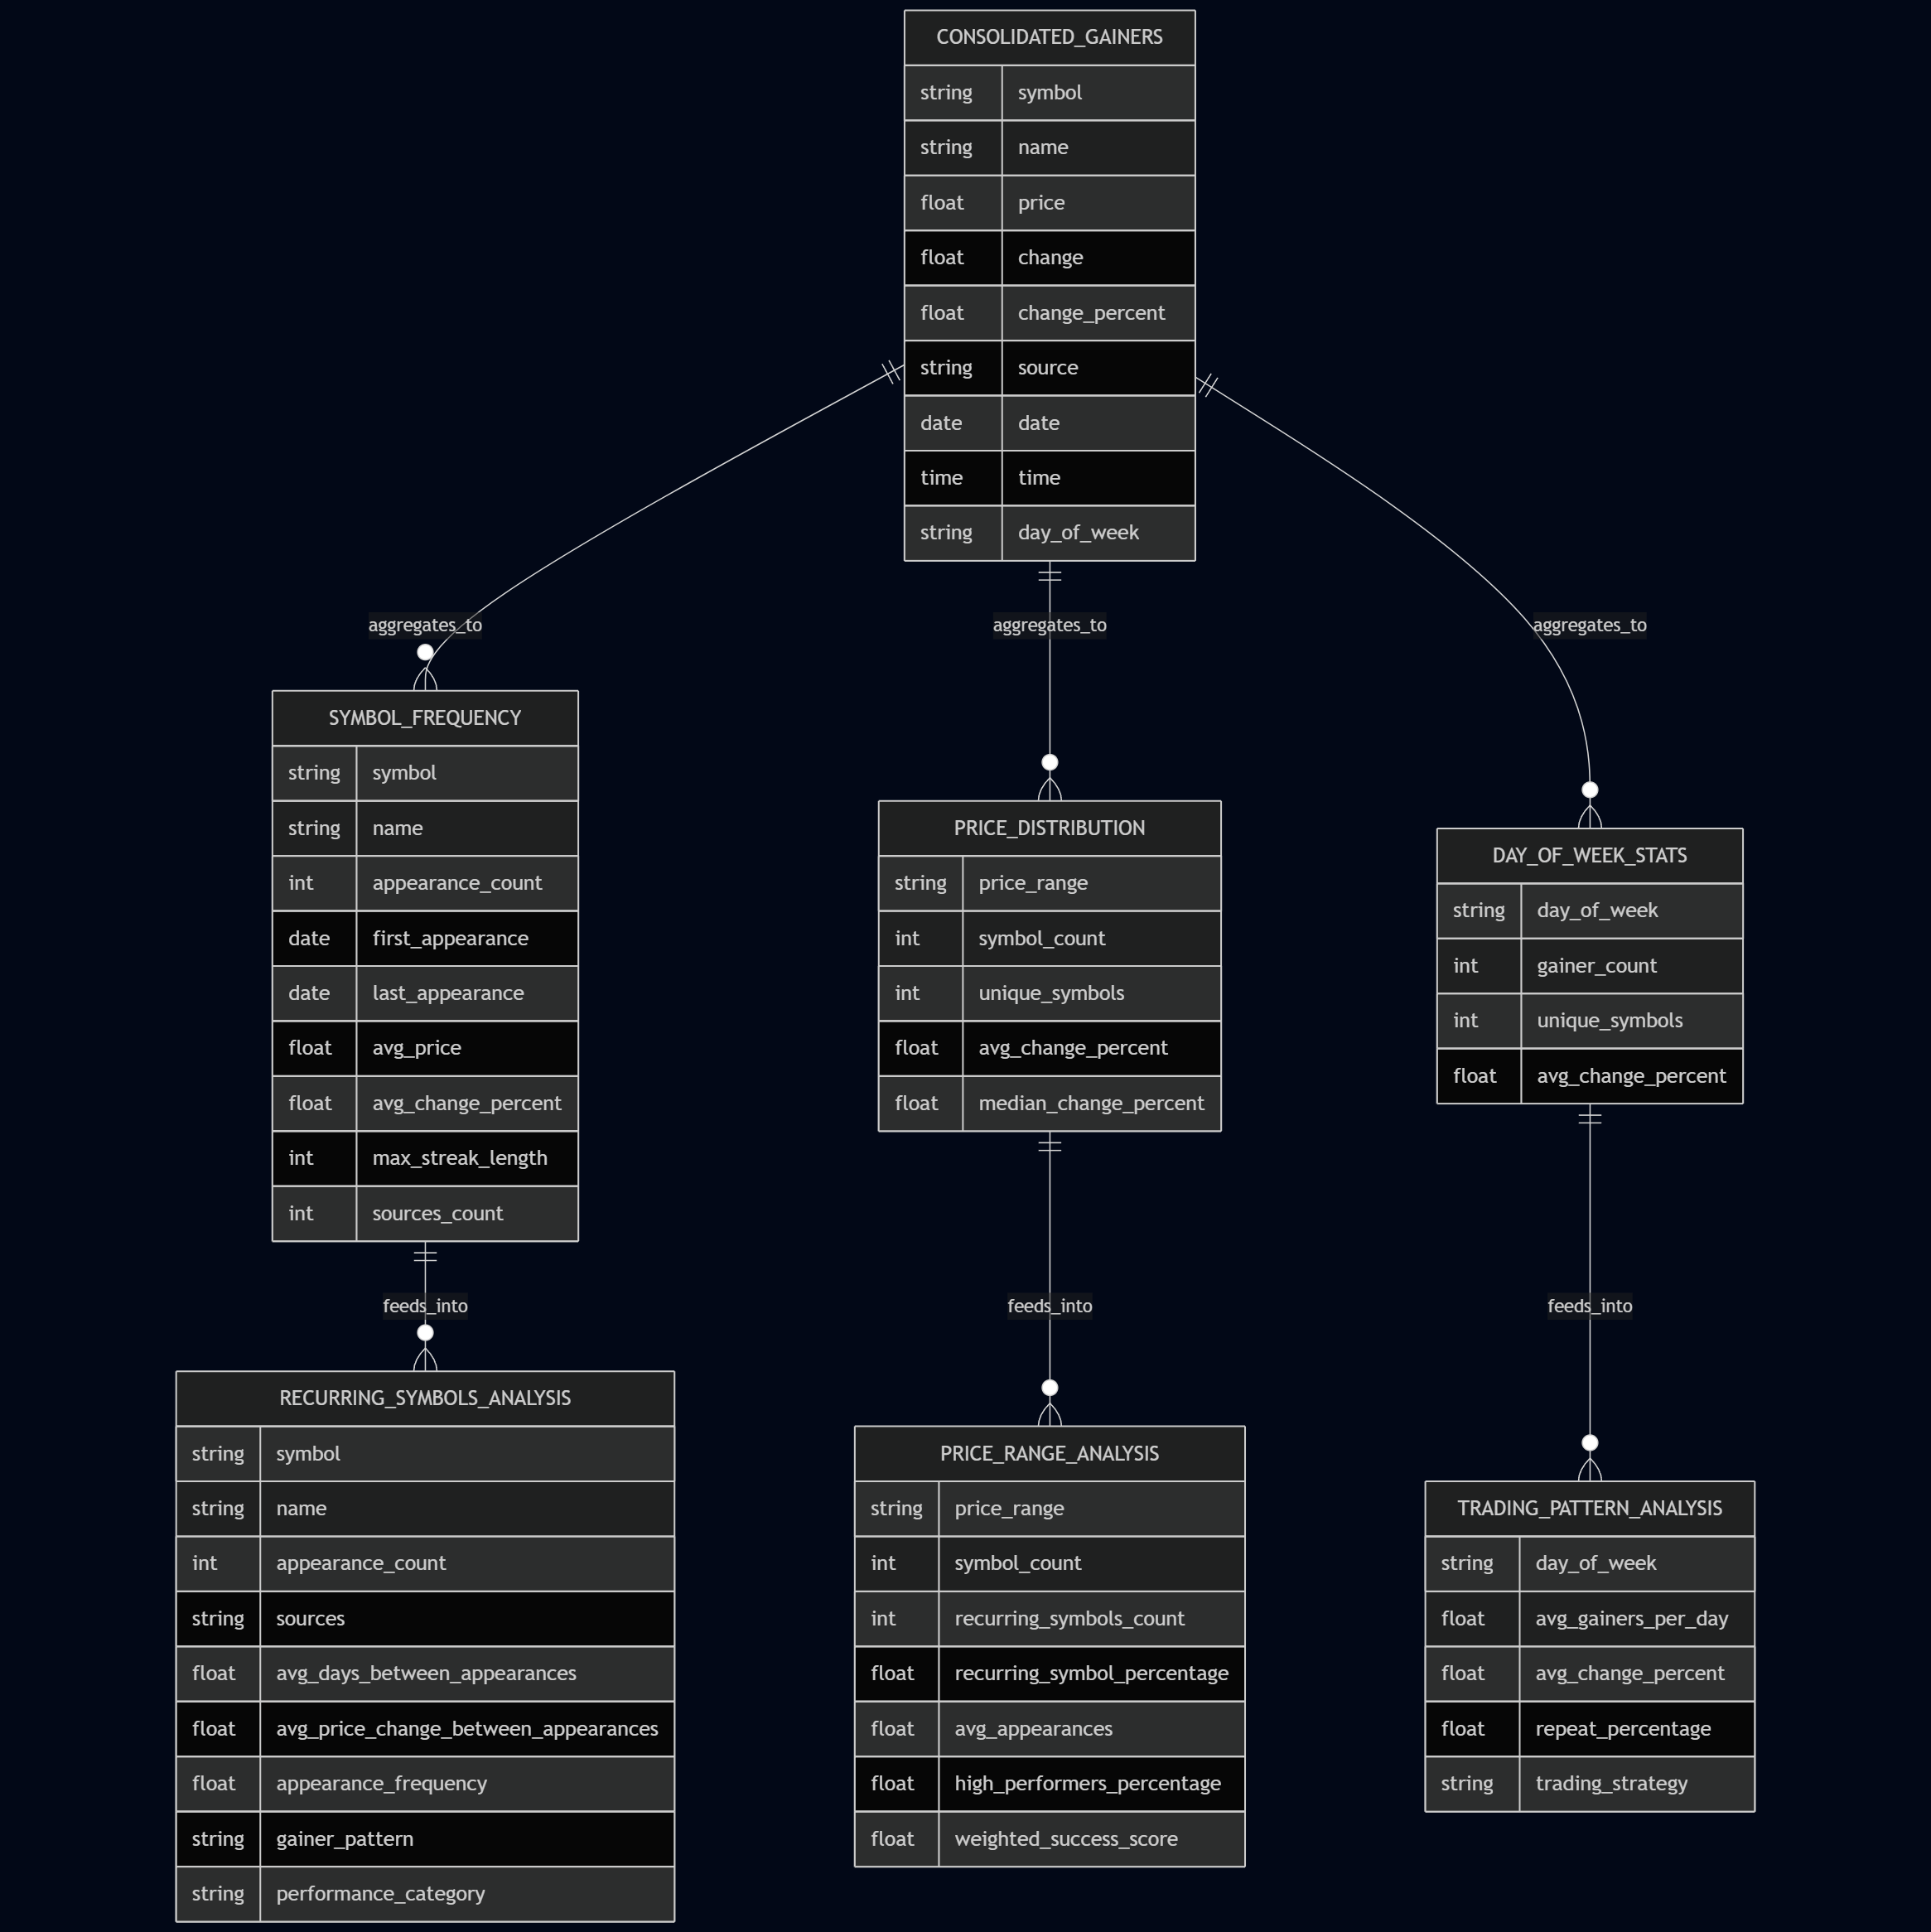 CONSOLIDATED_GAINERS
string symbol
string name
float price
float change
float change_percent
string source
date date
time time
string day_of_week
aggregates_to
aggregates_to
aggregates_to
SYMBOL_FREQUENCY
string symbol
string name
int appearance_count
date first_appearance
date last_appearance
float avg_price
float avg_change_percent
int max_streak_length
int sources_count
PRICE_DISTRIBUTION
string price_range
int symbol_count
int unique_symbols
float avg_change_percent
float median_change_percent
DAY_OF_WEEK_STATS
string day_of_week
int gainer_count
int unique_symbols
float avg_change_percent
feeds_into
feeds_into
feeds_into
RECURRING_SYMBOLS_ANALYSIS
string symbol
string name
int appearance_count
string sources
float avg_days_between_appearances
float avg_price_change_between_appearances
float appearance_frequency
string gainer_pattern
string performance_category
PRICE_RANGE_ANALYSIS
string price_range
int symbol_count
int recurring_symbols_count
float recurring_symbol_percentage
float avg_appearances
float high_performers_percentage
float weighted_success_score
TRADING_PATTERN_ANALYSIS
string day_of_week
float avg_gainers_per_day
float avg_change_percent
float repeat_percentage
string trading_strategy